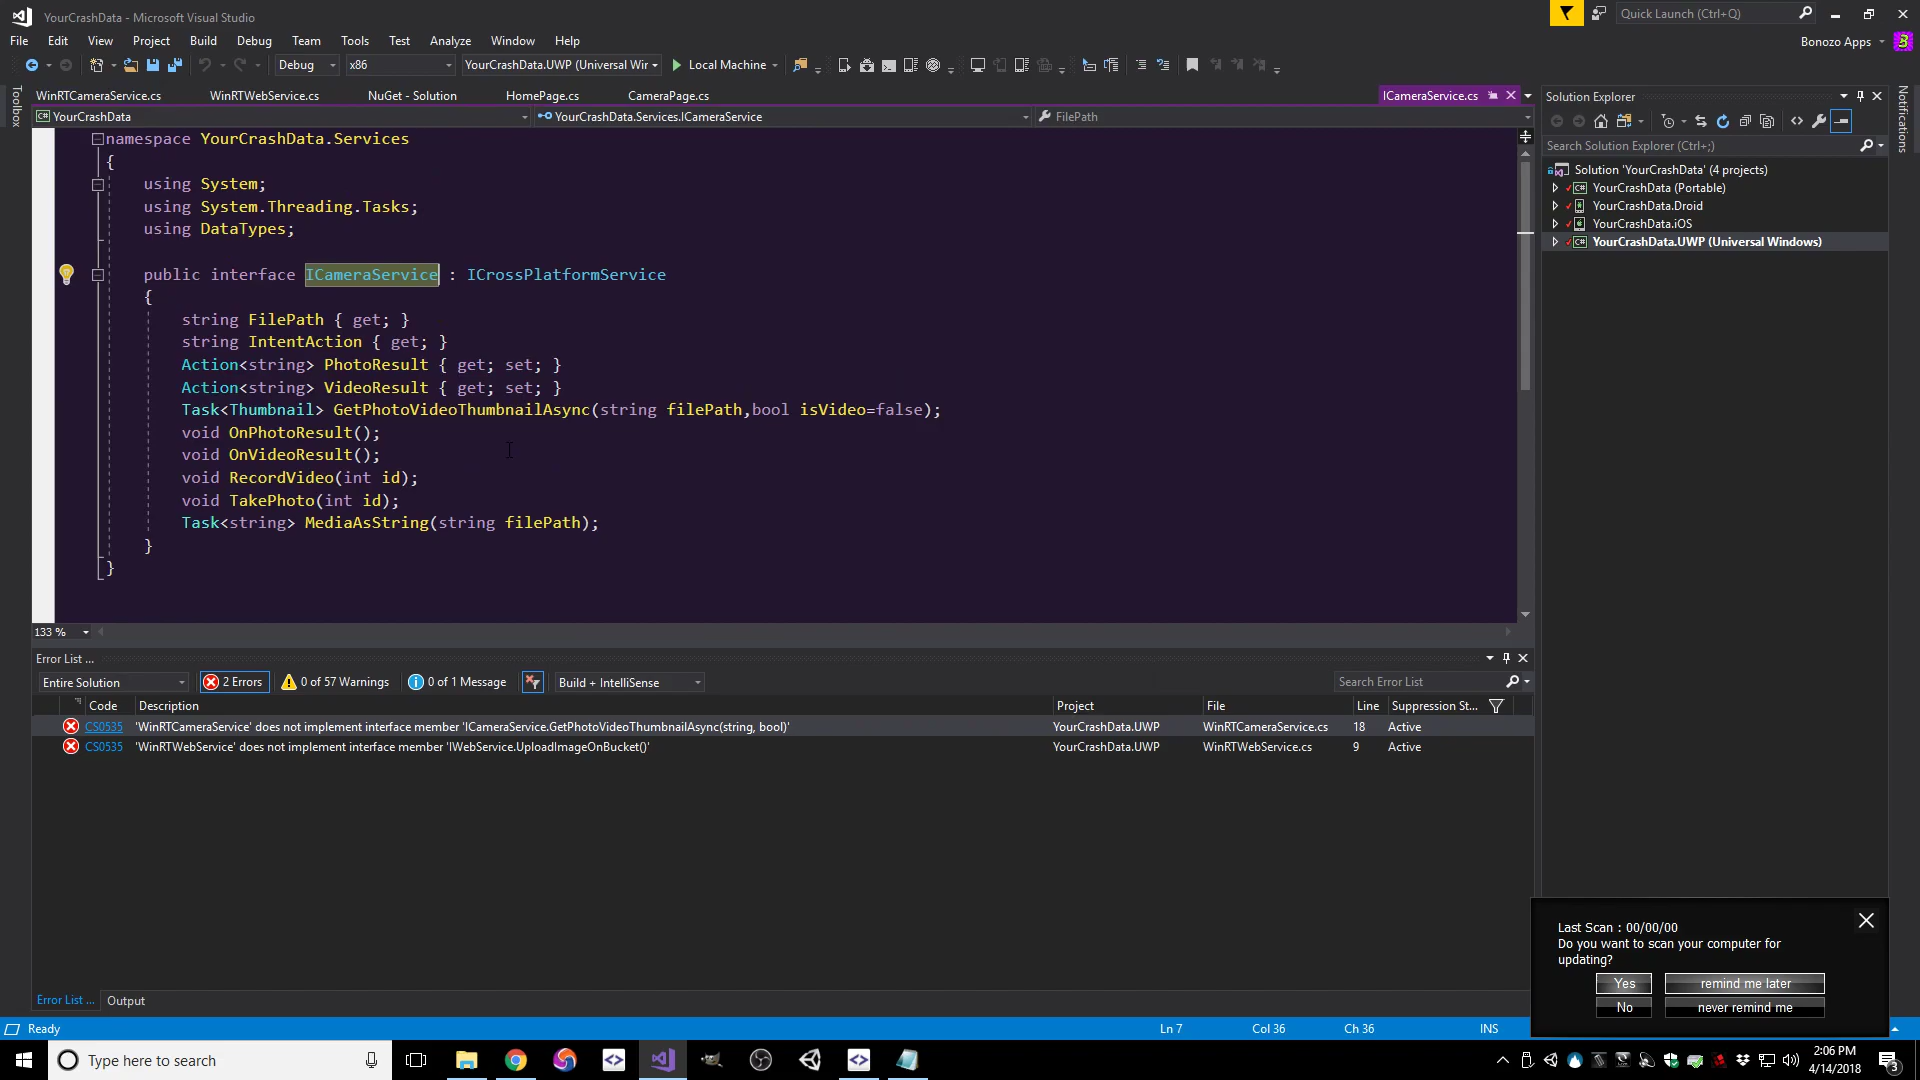 YourCrashData - Microsoft Visual Studio
Quick Launch (Ctrl+Q)
File Edit View Project Build Debug Team Tools Test Analyze Window Help
Bonozo Apps
Debug x86 YourCrashData.UWP (Universal Wir Local Machine
Toolbox
WinRTCameraService.cs WinRTWebService.cs NuGet - Solution HomePage.cs CameraPage.cs ICameraService.cs
YourCrashData YourCrashData.Services.ICameraService FilePath
namespace YourCrashData.Services
{
using System;
using System.Threading.Tasks;
using DataTypes;
public interface ICameraService : ICrossPlatformService
{
string FilePath { get; }
string IntentAction { get; }
Action<string> PhotoResult { get; set; }
Action<string> VideoResult { get; set; }
Task<Thumbnail> GetPhotoVideoThumbnailAsync(string filePath,bool isVideo=false);
void OnPhotoResult();
void OnVideoResult();
void RecordVideo(int id);
void TakePhoto(int id);
Task<string> MediaAsString(string filePath);
}
}
133 %
Solution Explorer
Search Solution Explorer (Ctrl+;)
Solution 'YourCrashData' (4 projects)
YourCrashData (Portable)
YourCrashData.Droid
YourCrashData.iOS
YourCrashData.UWP (Universal Windows)
Notifications
Error List ...
Entire Solution 2 Errors 0 of 57 Warnings 0 of 1 Message Build + IntelliSense Search Error List
Code Description Project File Line Suppression St...
CS0535 'WinRTCameraService' does not implement interface member 'ICameraService.GetPhotoVideoThumbnailAsync(string, bool)' YourCrashData.UWP WinRTCameraService.cs 18 Active
CS0535 'WinRTWebService' does not implement interface member 'IWebService.UploadImageOnBucket()' YourCrashData.UWP WinRTWebService.cs 9 Active
Last Scan : 00/00/00
Do you want to scan your computer for
updating?
Yes remind me later
No never remind me
Error List ... Output
Ready Ln 7 Col 36 Ch 36 INS
Type here to search
2:06 PM
4/14/2018
3